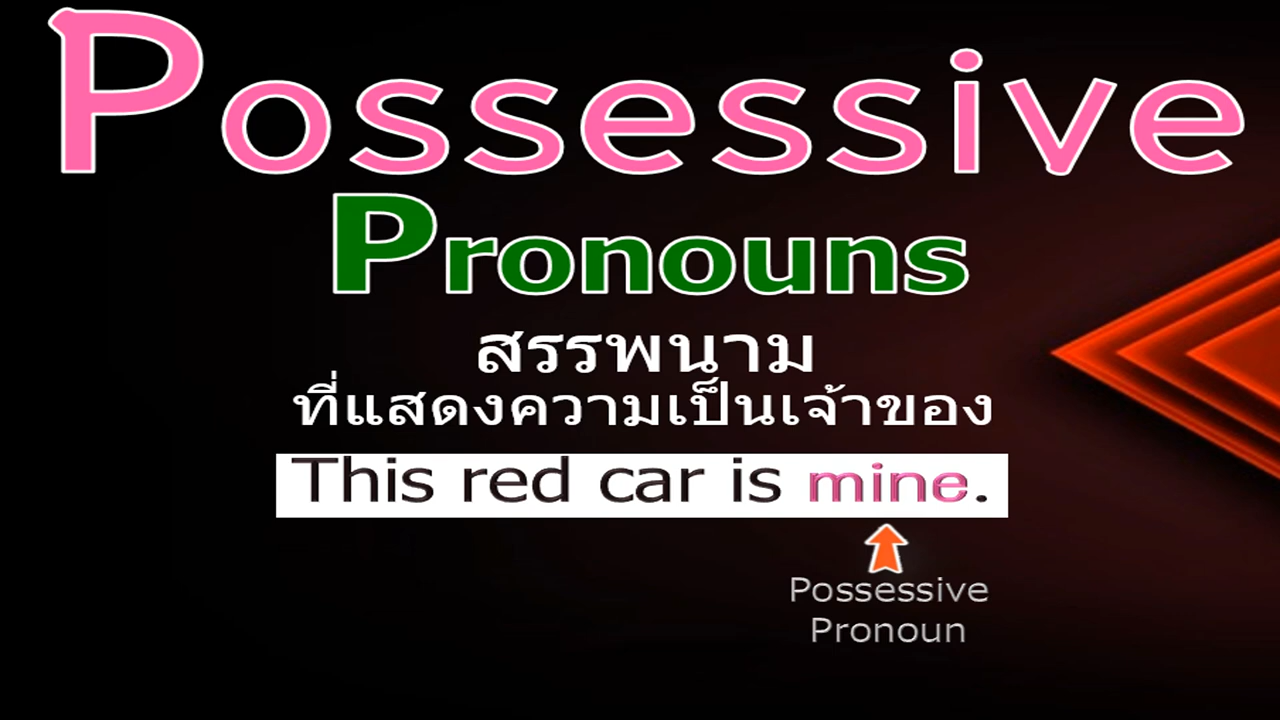 Possessive
Pronouns
สรรพนาม
ที่แสดงความเป็นเจ้าของ
This red car is mine.
Possessive
Pronoun